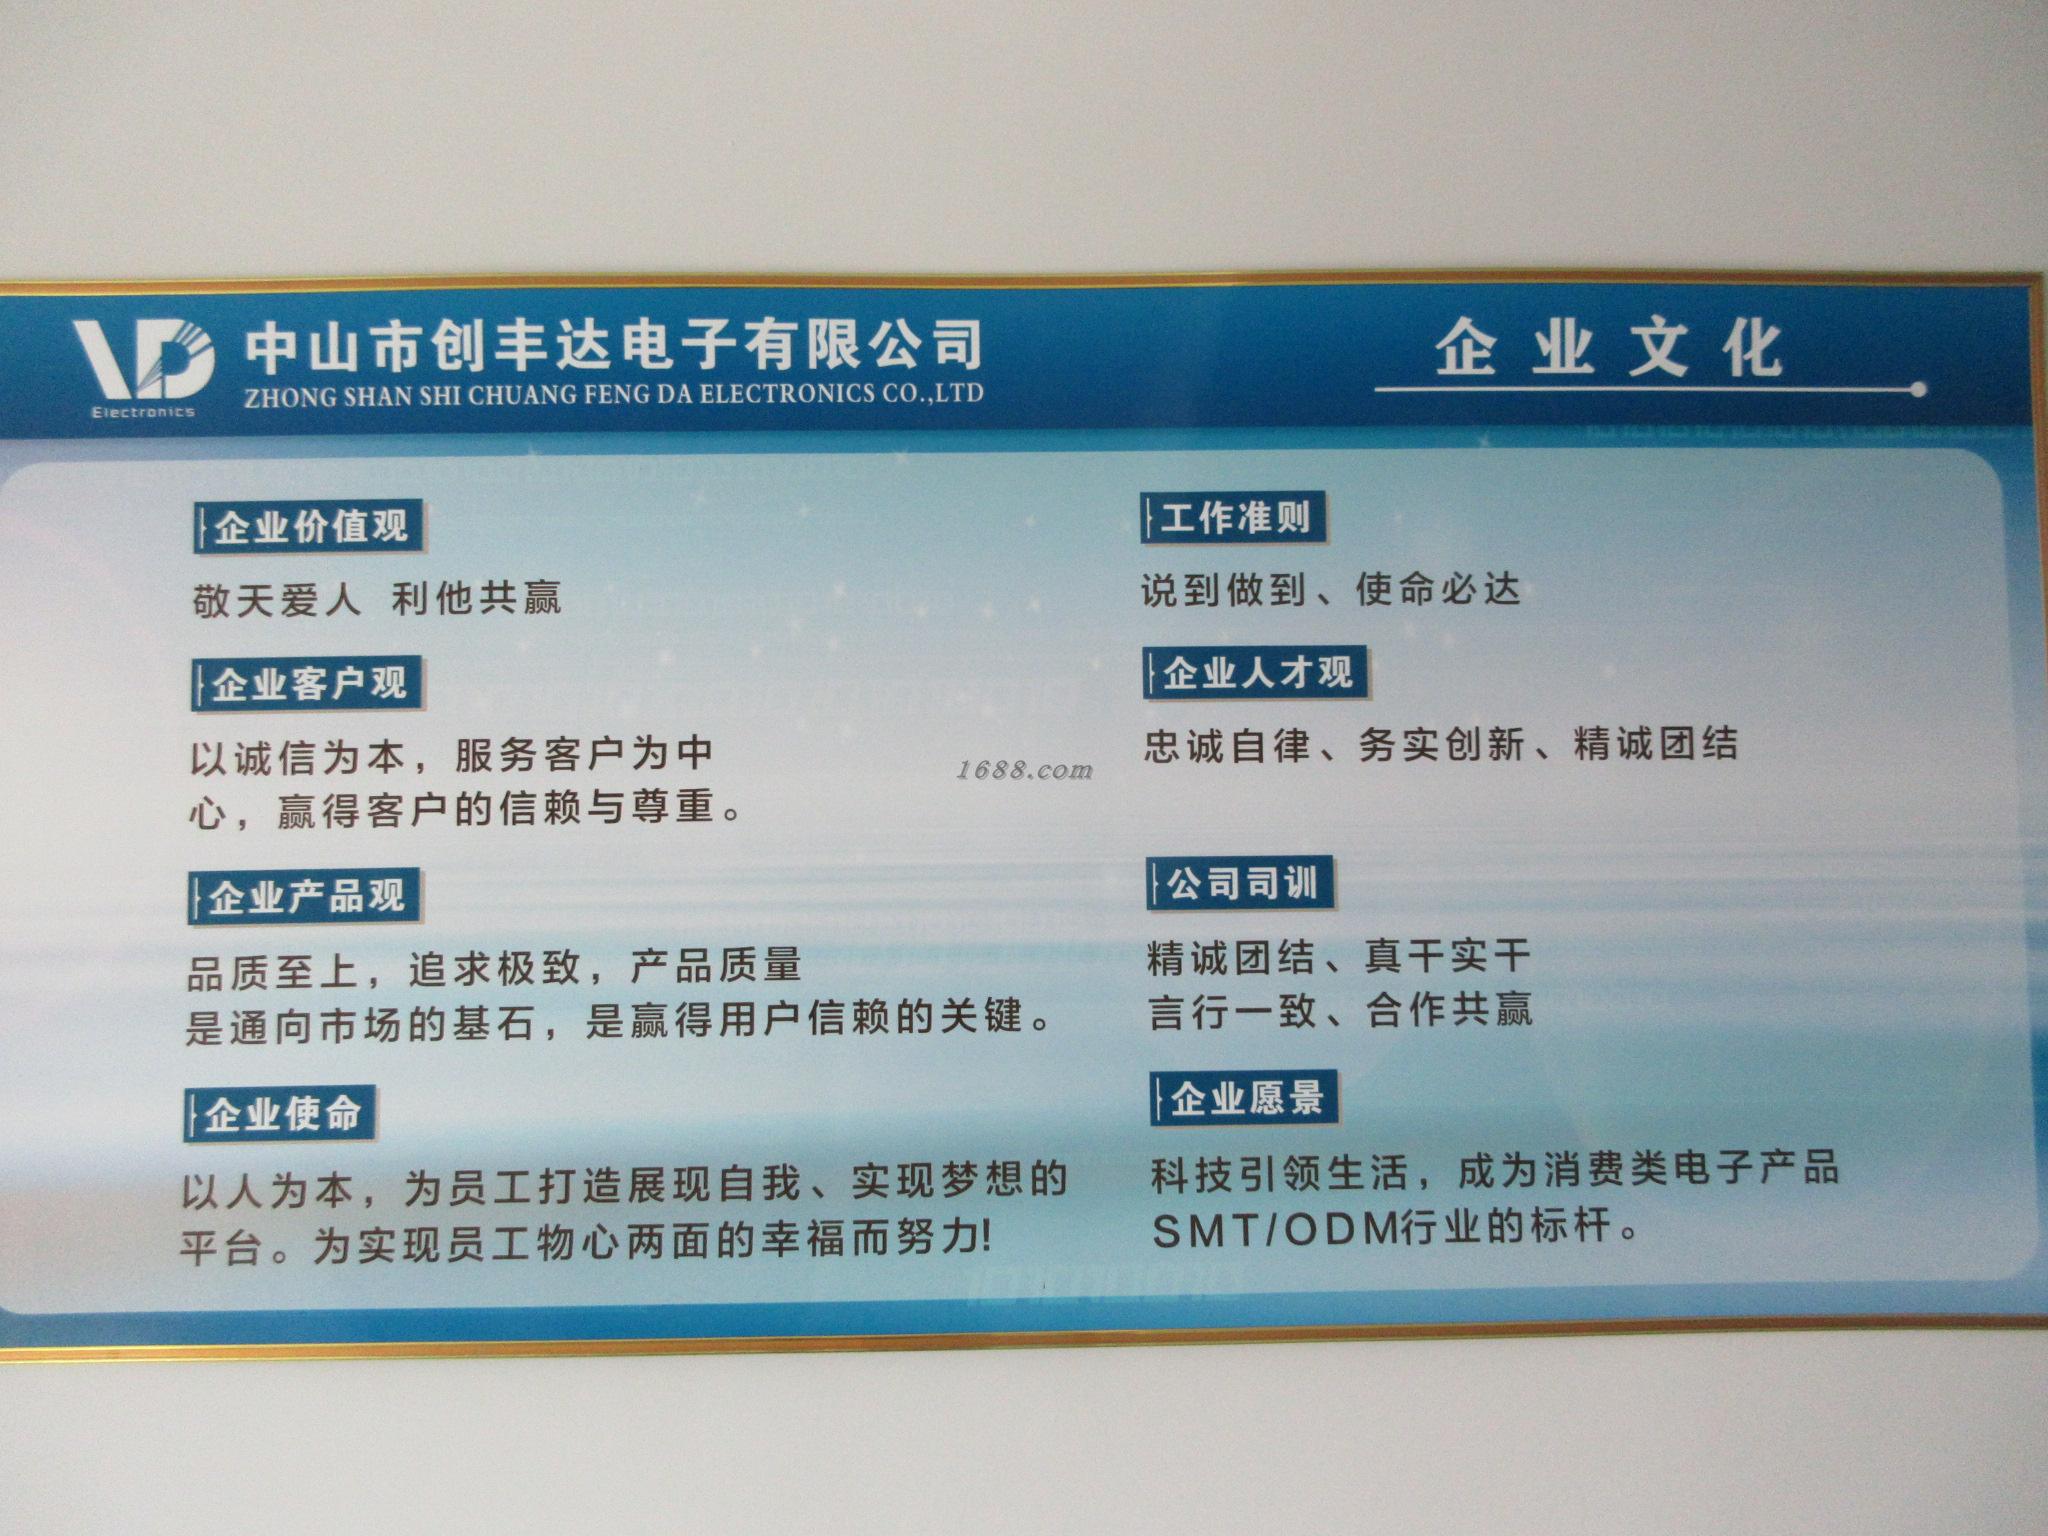 中山市创丰达电子有限公司
ZHONG SHAN SHI CHUANG FENG DA ELECTRONICS CO.,LTD
VD
Electronics
企业文化
企业价值观
敬天爱人 利他共赢
企业客户观
以诚信为本，服务客户为中
心，赢得客户的信赖与尊重。
企业产品观
品质至上，追求极致，产品质量
是通向市场的基石，是赢得用户信赖的关键。
企业使命
以人为本，为员工打造展现自我、实现梦想的
平台。为实现员工物心两面的幸福而努力!
工作准则
说到做到、使命必达
企业人才观
忠诚自律、务实创新、精诚团结
公司司训
精诚团结、真干实干
言行一致、合作共赢
企业愿景
科技引领生活，成为消费类电子产品
SMT/ODM行业的标杆。
1688.com